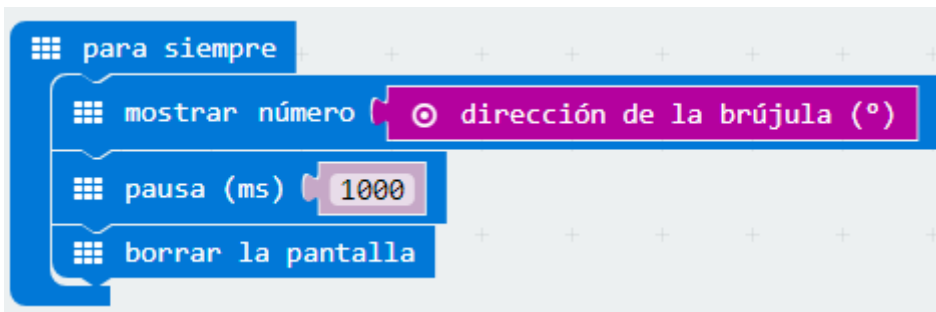 para siempre
mostrar número dirección de la brújula (º)
pausa (ms) 1000
borrar la pantalla